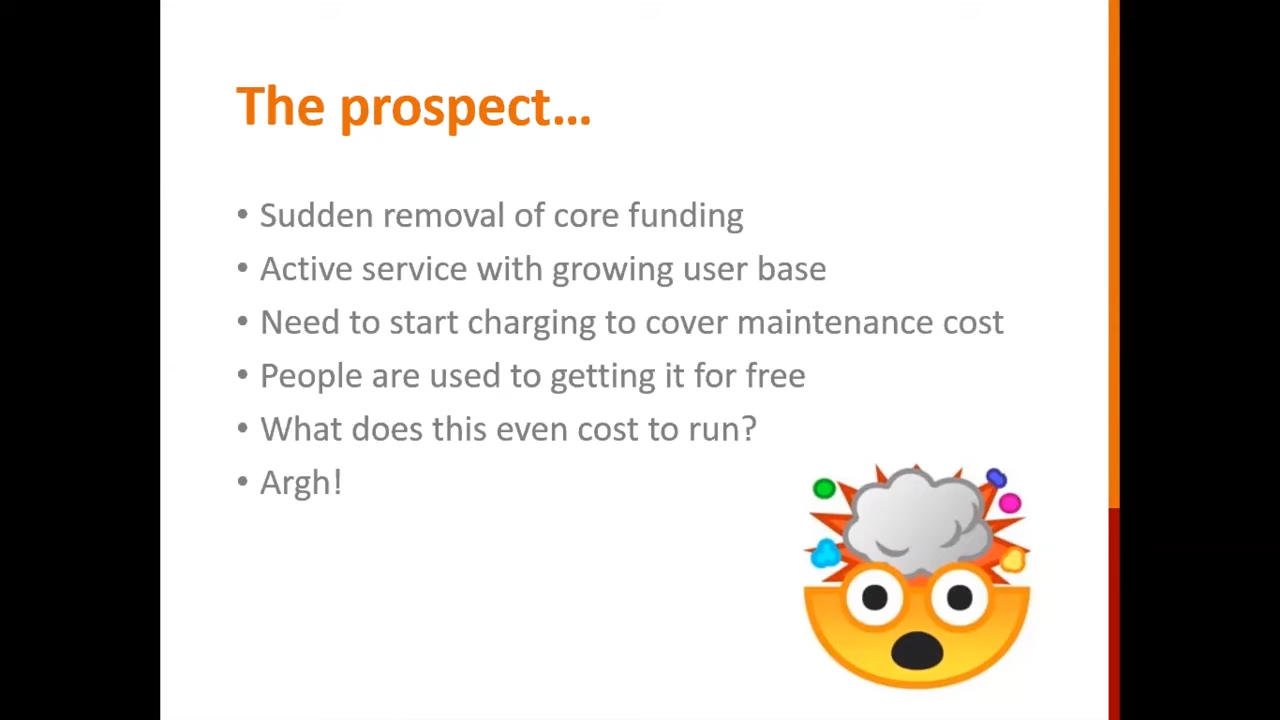 The prospect...
• Sudden removal of core funding
• Active service with growing user base
• Need to start charging to cover maintenance cost
• People are used to getting it for free
• What does this even cost to run?
• Argh!